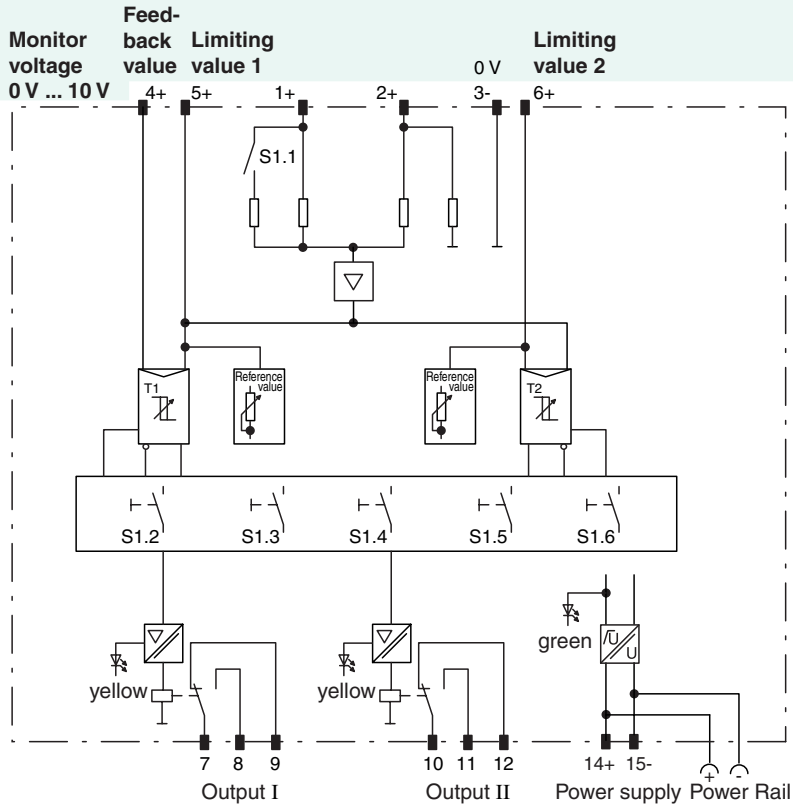 Monitor
voltage
0 V ... 10 V
Feed-
back
value
Limiting
value 1
0 V
Limiting
value 2
4+ 5+ 1+ 2+ 3- 6+
S1.1
T1
Reference
value
Reference
value
T2
S1.2 S1.3 S1.4 S1.5 S1.6
yellow
yellow
green
U
U
7 8 9
10 11 12
14+ 15-
+ -
Output I
Output II
Power supply
Power Rail